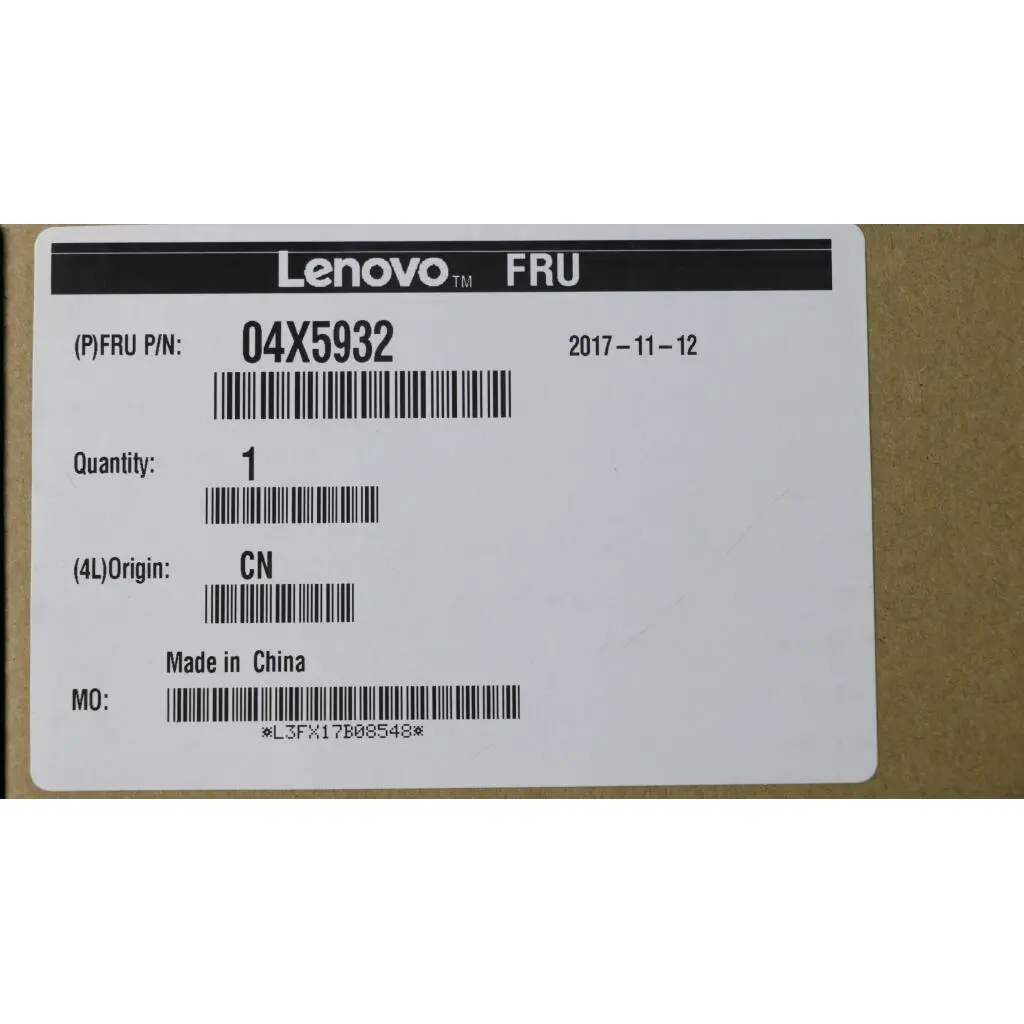 Lenovo™ FRU
(P)FRU P/N: 04X5932 2017-11-12
Quantity: 1
(4L)Origin: CN
Made in China
MO:
*L3FX17B08548*